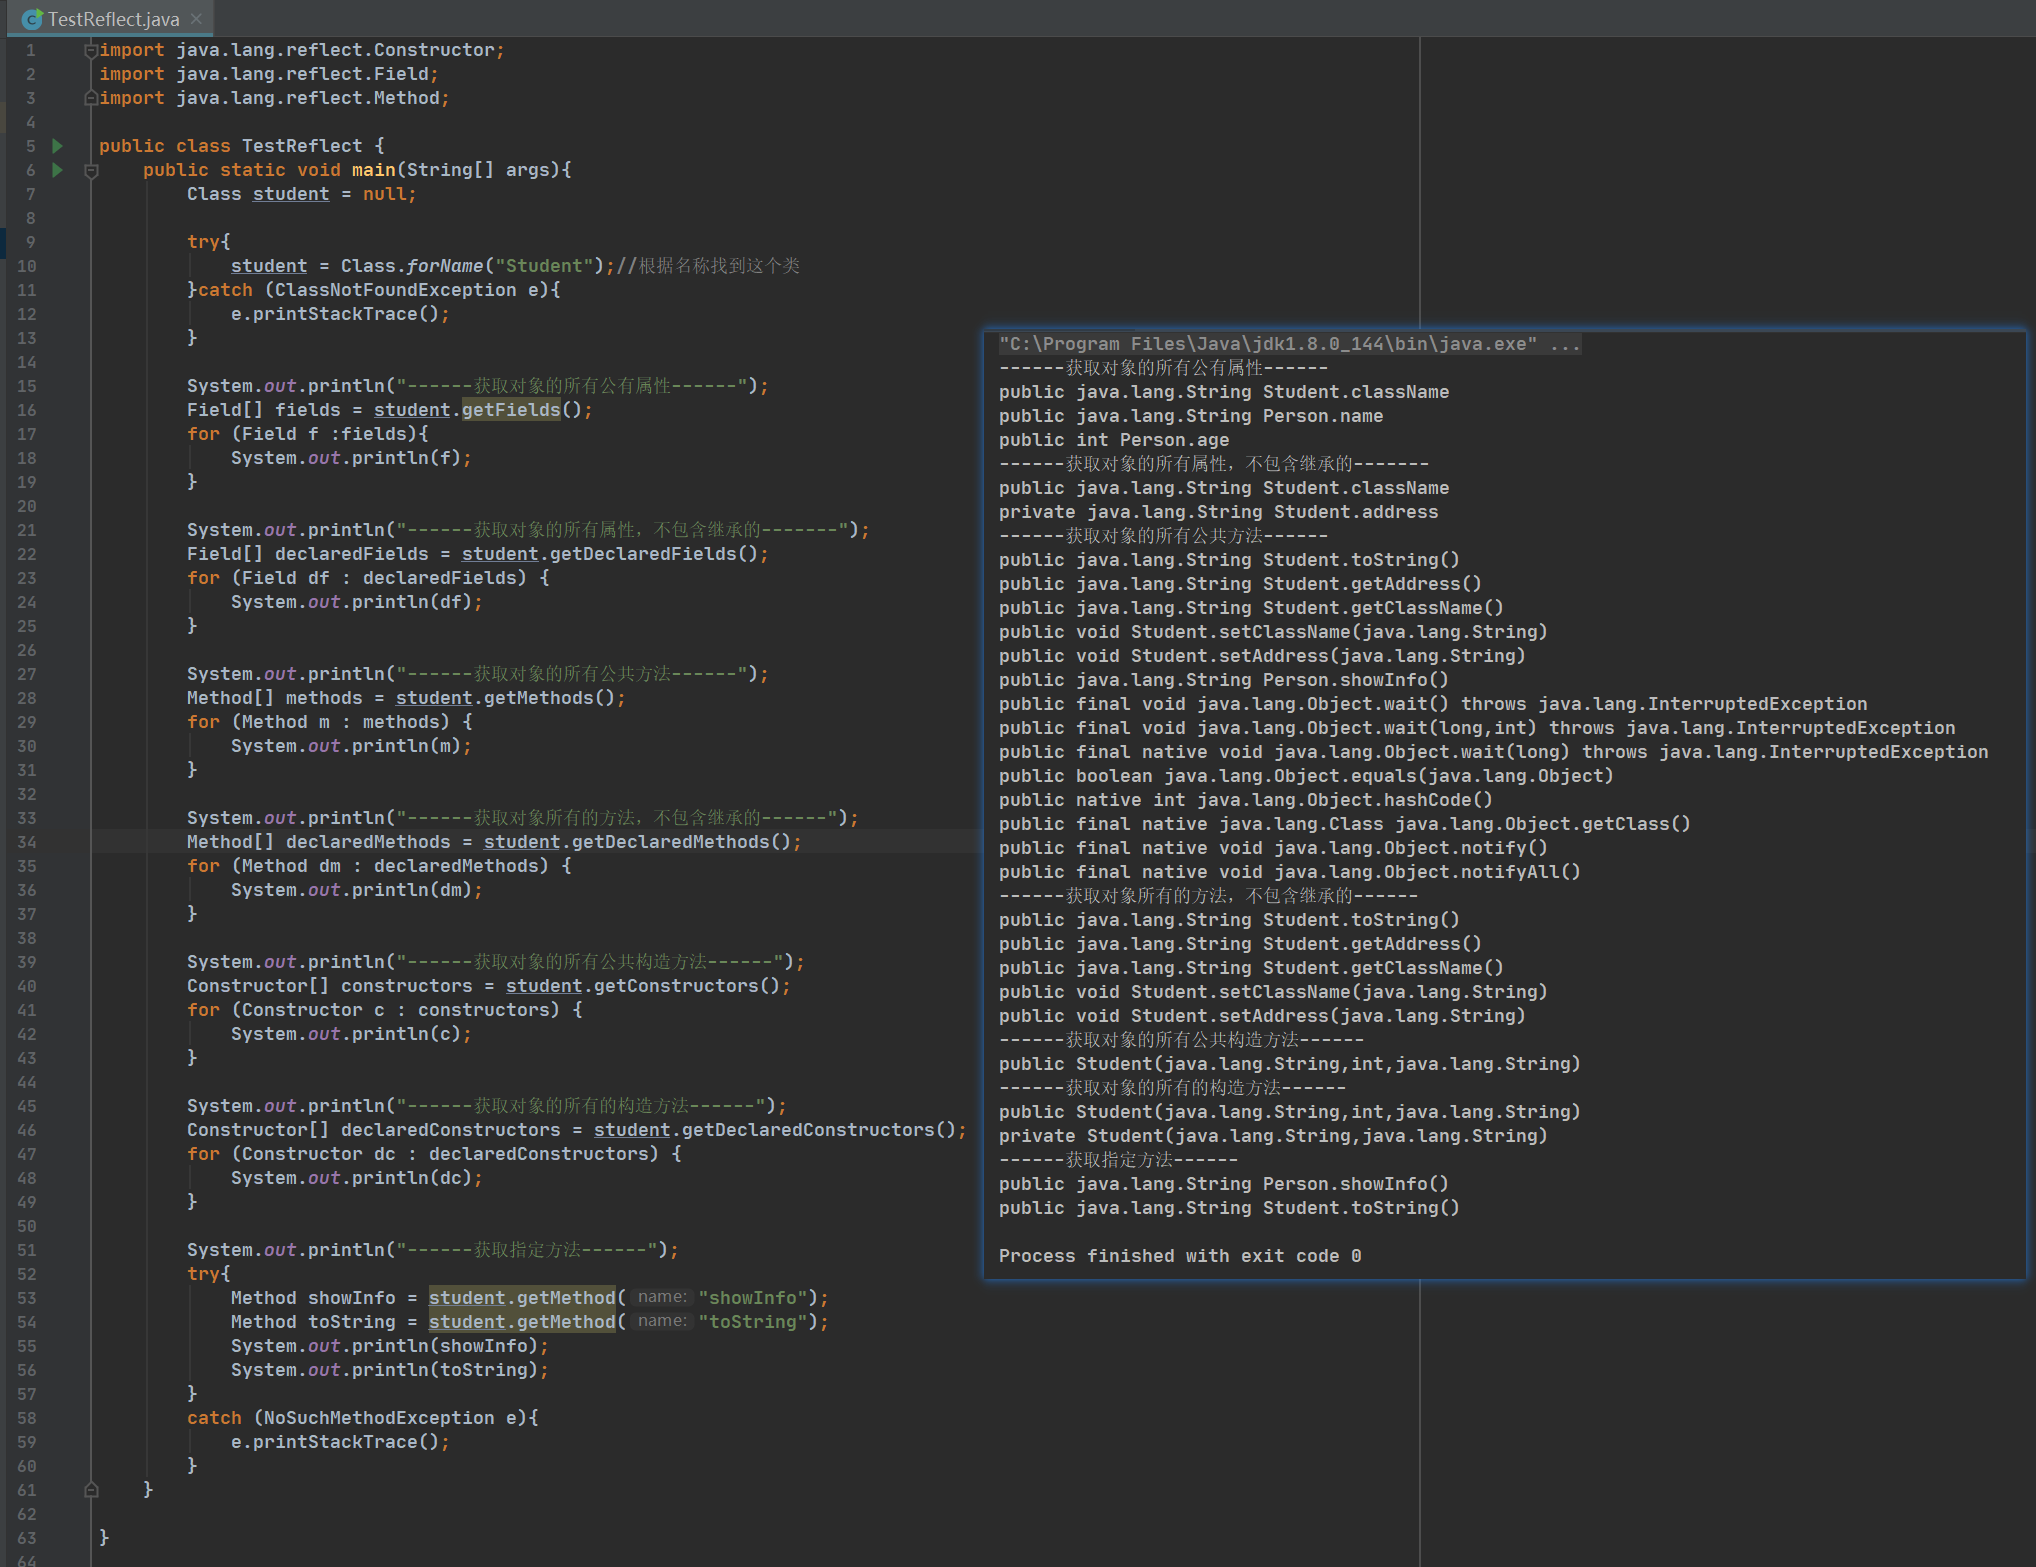 TestReflect.java
1 import java.lang.reflect.Constructor;
2 import java.lang.reflect.Field;
3 import java.lang.reflect.Method;
4
5 public class TestReflect {
6 public static void main(String[] args){
7 Class student = null;
8
9 try{
10 student = Class.forName("Student");//根据名称找到这个类
11 }catch (ClassNotFoundException e){
12 e.printStackTrace();
13 }
14
15 System.out.println("------获取对象的所有公有属性------");
16 Field[] fields = student.getFields();
17 for (Field f :fields){
18 System.out.println(f);
19 }
20
21 System.out.println("------获取对象的所有属性，不包含继承的-------");
22 Field[] declaredFields = student.getDeclaredFields();
23 for (Field df : declaredFields) {
24 System.out.println(df);
25 }
26
27 System.out.println("------获取对象的所有公共方法------");
28 Method[] methods = student.getMethods();
29 for (Method m : methods) {
30 System.out.println(m);
31 }
32
33 System.out.println("------获取对象所有的方法，不包含继承的------");
34 Method[] declaredMethods = student.getDeclaredMethods();
35 for (Method dm : declaredMethods) {
36 System.out.println(dm);
37 }
38
39 System.out.println("------获取对象的所有公共构造方法------");
40 Constructor[] constructors = student.getConstructors();
41 for (Constructor c : constructors) {
42 System.out.println(c);
43 }
44
45 System.out.println("------获取对象的所有的构造方法------");
46 Constructor[] declaredConstructors = student.getDeclaredConstructors();
47 for (Constructor dc : declaredConstructors) {
48 System.out.println(dc);
49 }
50
51 System.out.println("------获取指定方法------");
52 try{
53 Method showInfo = student.getMethod( name: "showInfo");
54 Method toString = student.getMethod( name: "toString");
55 System.out.println(showInfo);
56 System.out.println(toString);
57 }
58 catch (NoSuchMethodException e){
59 e.printStackTrace();
60 }
61 }
62
63 }
64
"C:\Program Files\Java\jdk1.8.0_144\bin\java.exe" ...
------获取对象的所有公有属性------
public java.lang.String Student.className
public java.lang.String Person.name
public int Person.age
------获取对象的所有属性，不包含继承的-------
public java.lang.String Student.className
private java.lang.String Student.address
------获取对象的所有公共方法------
public java.lang.String Student.toString()
public java.lang.String Student.getAddress()
public java.lang.String Student.getClassName()
public void Student.setClassName(java.lang.String)
public void Student.setAddress(java.lang.String)
public java.lang.String Person.showInfo()
public final void java.lang.Object.wait() throws java.lang.InterruptedException
public final void java.lang.Object.wait(long,int) throws java.lang.InterruptedException
public final native void java.lang.Object.wait(long) throws java.lang.InterruptedException
public boolean java.lang.Object.equals(java.lang.Object)
public native int java.lang.Object.hashCode()
public final native java.lang.Class java.lang.Object.getClass()
public final native void java.lang.Object.notify()
public final native void java.lang.Object.notifyAll()
------获取对象所有的方法，不包含继承的------
public java.lang.String Student.toString()
public java.lang.String Student.getAddress()
public java.lang.String Student.getClassName()
public void Student.setClassName(java.lang.String)
public void Student.setAddress(java.lang.String)
------获取对象的所有公共构造方法------
public Student(java.lang.String,int,java.lang.String)
------获取对象的所有的构造方法------
public Student(java.lang.String,int,java.lang.String)
private Student(java.lang.String,java.lang.String)
------获取指定方法------
public java.lang.String Person.showInfo()
public java.lang.String Student.toString()

Process finished with exit code 0